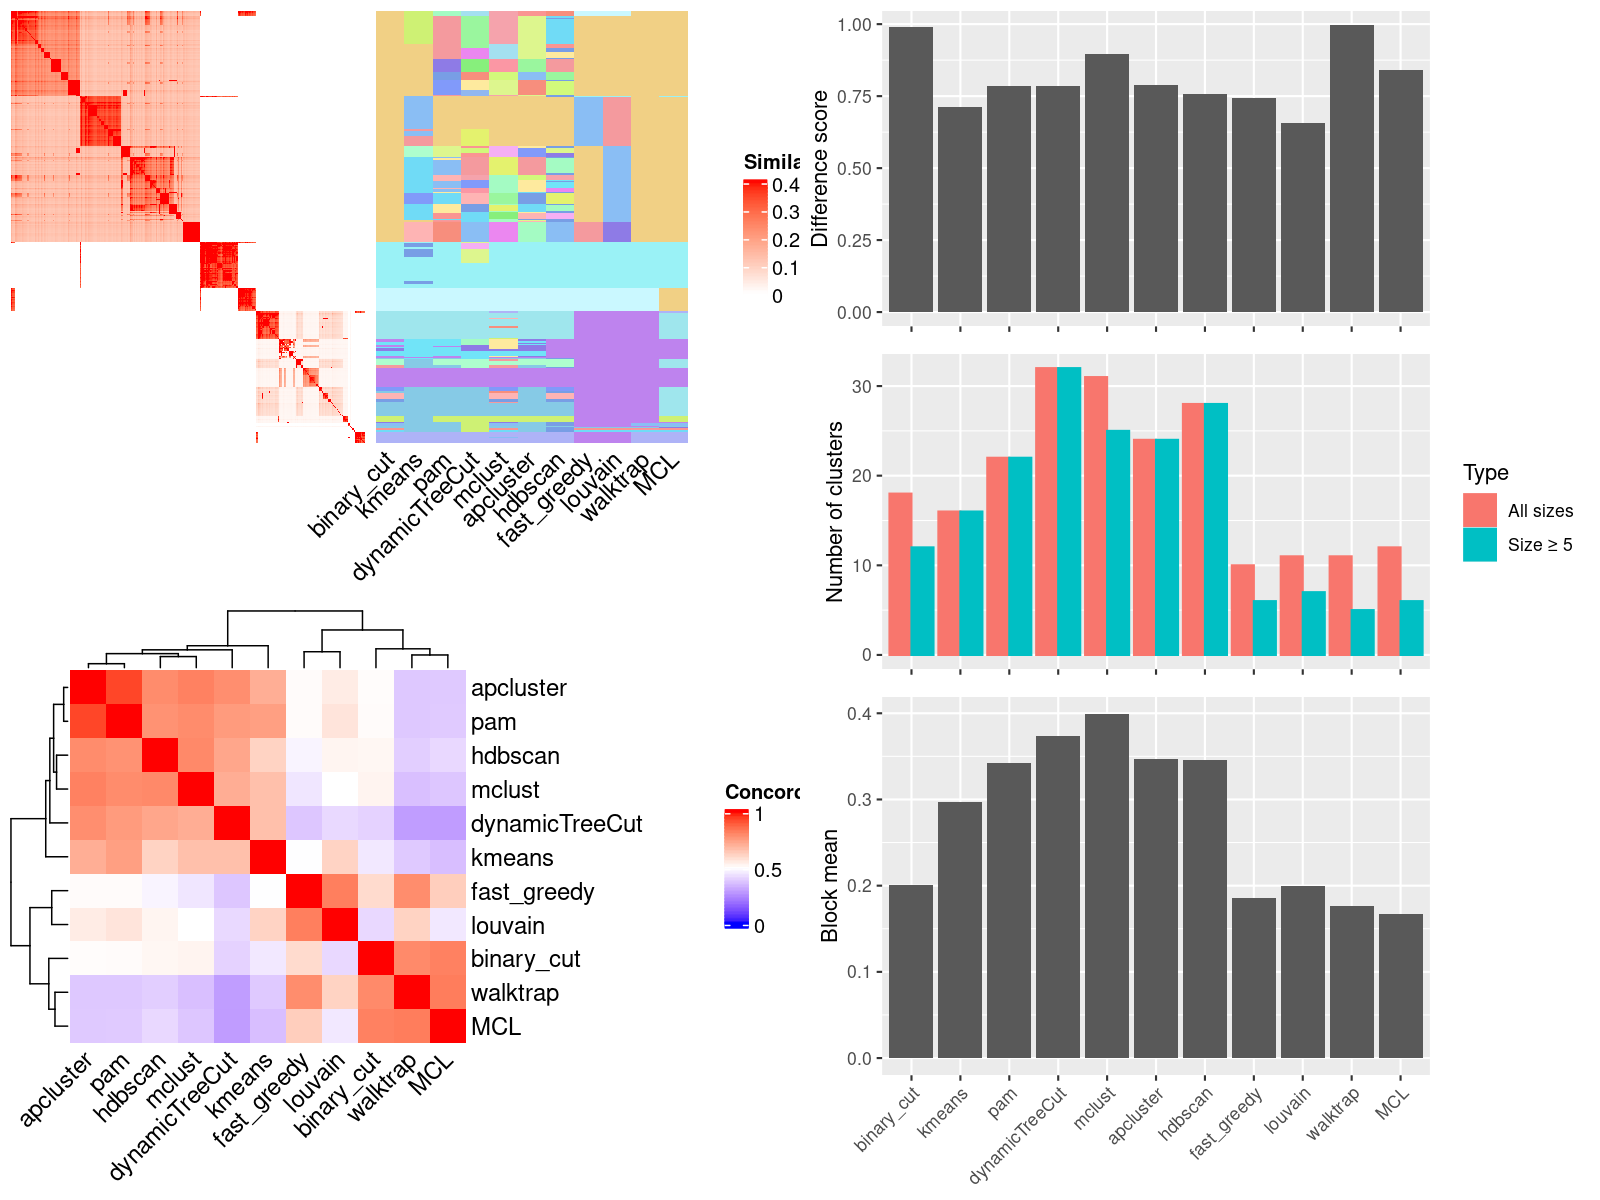 Simila
0.4
0.3
0.2
0.1
0
binary_cut
kmeans
pam
dynamicTreeCut
mclust
apcluster
hdbscan
fast_greedy
louvain
walktrap
MCL
apcluster
pam
hdbscan
mclust
dynamicTreeCut
kmeans
fast_greedy
louvain
binary_cut
walktrap
MCL
apcluster
pam
hdbscan
mclust
dynamicTreeCut
kmeans
fast_greedy
louvain
binary_cut
walktrap
MCL
Concord
1
0.5
0
Difference score
1.00
0.75
0.50
0.25
0.00
Number of clusters
30
20
10
0
Type
All sizes
Size ≥ 5
Block mean
0.4
0.3
0.2
0.1
0.0
binary_cut
kmeans
pam
dynamicTreeCut
mclust
apcluster
hdbscan
fast_greedy
louvain
walktrap
MCL